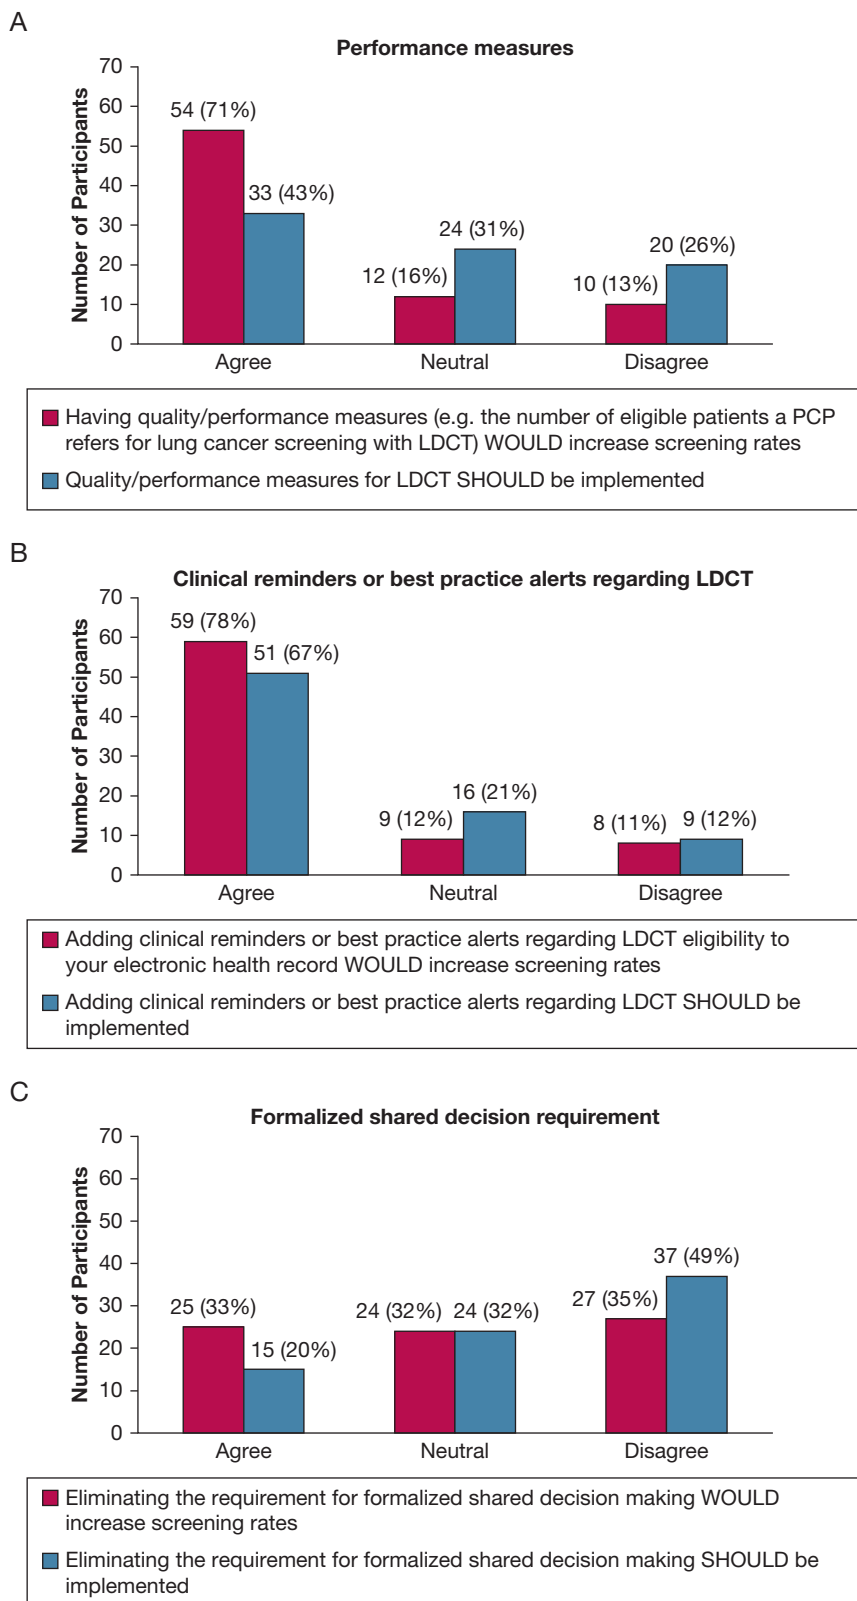 A
Performance measures
Number of Participants
70
60
50
40
30
20
10
0
54 (71%)
33 (43%)
12 (16%)
24 (31%)
10 (13%)
20 (26%)
Agree
Neutral
Disagree
Having quality/performance measures (e.g. the number of eligible patients a PCP
refers for lung cancer screening with LDCT) WOULD increase screening rates
Quality/performance measures for LDCT SHOULD be implemented
B
Clinical reminders or best practice alerts regarding LDCT
Number of Participants
70
60
50
40
30
20
10
0
59 (78%)
51 (67%)
9 (12%)
16 (21%)
8 (11%)
9 (12%)
Agree
Neutral
Disagree
Adding clinical reminders or best practice alerts regarding LDCT eligibility to
your electronic health record WOULD increase screening rates
Adding clinical reminders or best practice alerts regarding LDCT SHOULD be
implemented
C
Formalized shared decision requirement
Number of Participants
70
60
50
40
30
20
10
0
25 (33%)
15 (20%)
24 (32%)
24 (32%)
27 (35%)
37 (49%)
Agree
Neutral
Disagree
Eliminating the requirement for formalized shared decision making WOULD
increase screening rates
Eliminating the requirement for formalized shared decision making SHOULD be
implemented